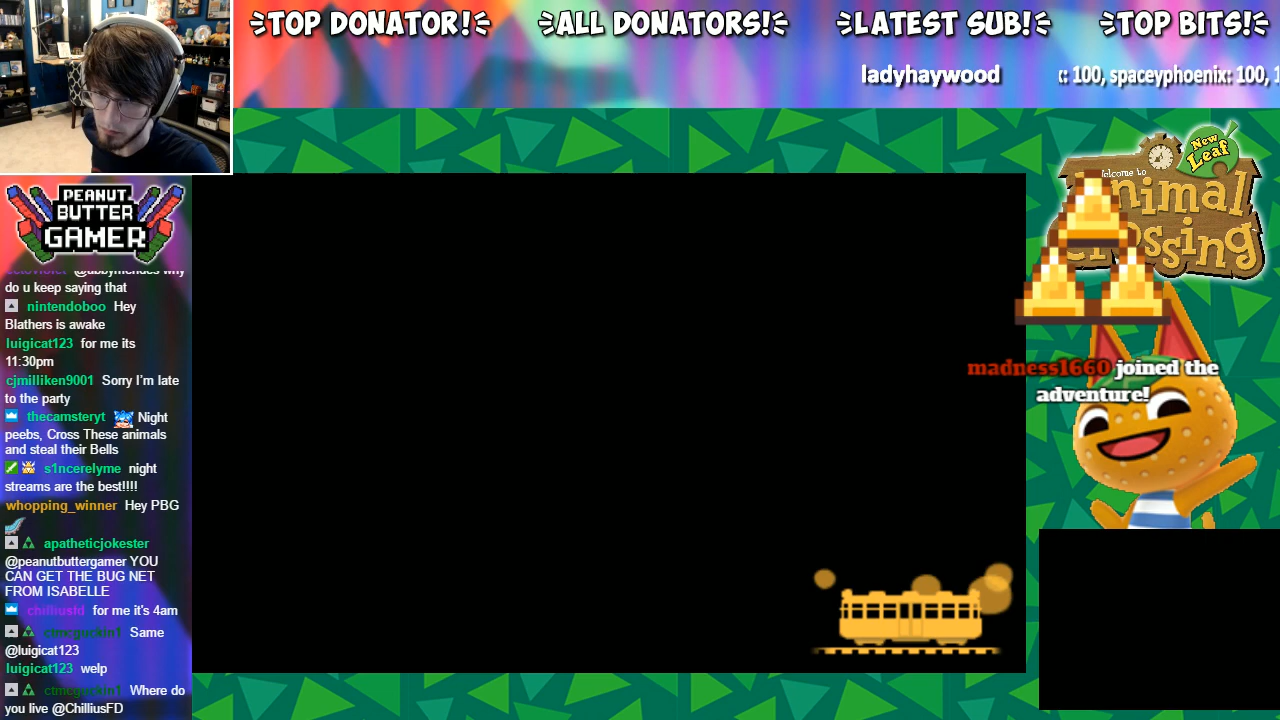 TOP DONATOR!
ALL DONATORS!
LATEST SUB!
TOP BITS!
ladyhaywood
: 100, spaceyphoenix: 100, 1
PEANUT
BUTTER
GAMER
Welcome to
New
Leaf
Animal
Crossing
madness1660 joined the
adventure!
why
do u keep saying
that
nintendoboo Hey
Blathers is awake
luigicat123 for me its
11:30pm
cjmilliken9001 Sorry I'm late
to the party
thecamsteryt Night
peebs, Cross These animals
and steal their Bells
s1ncerelyme night
streams are the best!!!!
whopping_winner Hey PBG
apatheticjokester
@peanutbuttergamer YOU
CAN GET THE BUG NET
FROM ISABELLE
chilliusfd for me it's 4am
ctmcguckin1 Same
@luigicat123
luigicat123 welp
ctmcguckin1 Where do
you live @ChilliusFD